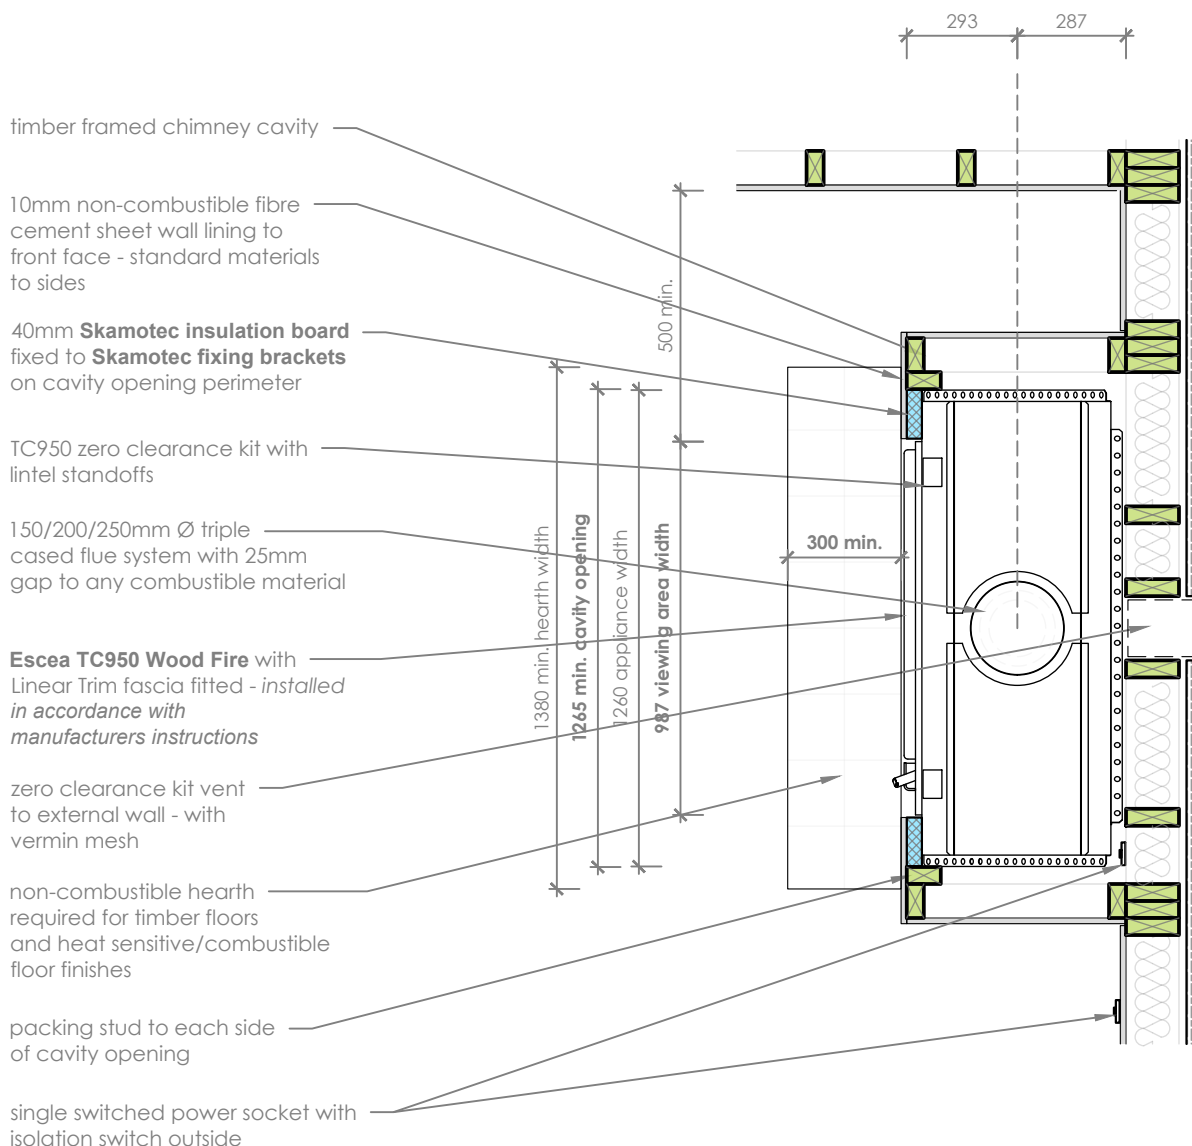 293
287
timber framed chimney cavity
10mm non-combustible fibre
cement sheet wall lining to
front face - standard materials
to sides
40mm Skamotec insulation board
fixed to Skamotec fixing brackets
on cavity opening perimeter
TC950 zero clearance kit with
lintel standoffs
150/200/250mm Ø triple
cased flue system with 25mm
gap to any combustible material
Escea TC950 Wood Fire with
Linear Trim fascia fitted - installed
in accordance with
manufacturers instructions
zero clearance kit vent
to external wall - with
vermin mesh
non-combustible hearth
required for timber floors
and heat sensitive/combustible
floor finishes
packing stud to each side
of cavity opening
single switched power socket with
isolation switch outside
1380 min. hearth width
1265 min. cavity opening
1260 appliance width
987 viewing area width
500 min.
300 min.